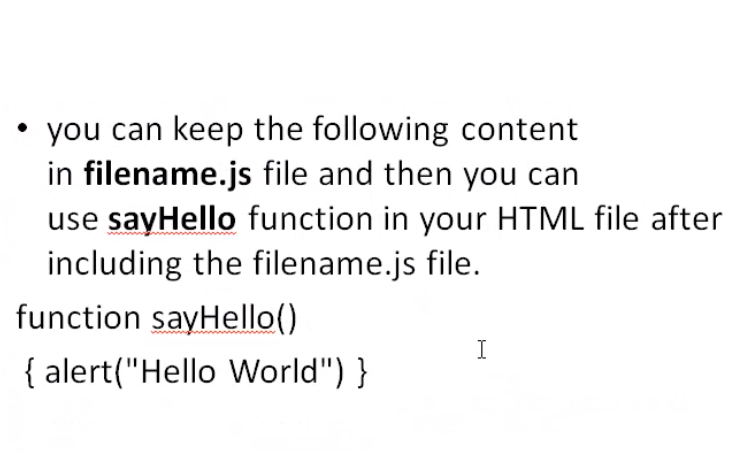 • you can keep the following content
in filename.js file and then you can
use sayHello function in your HTML file after
including the filename.js file.
function sayHello()
{ alert("Hello World") }